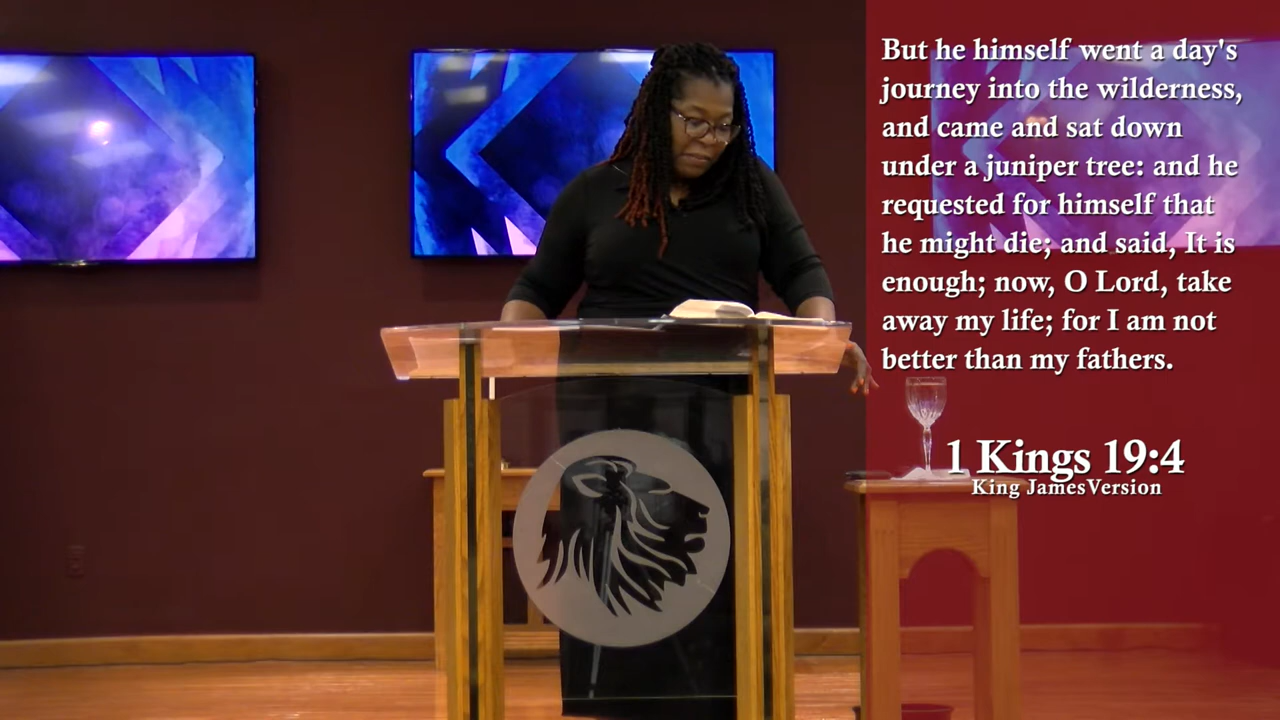 But he himself went a day's
journey into the wilderness,
and came and sat down
under a juniper tree: and he
requested for himself that
he might die; and said, It is
enough; now, O Lord, take
away my life; for I am not
better than my fathers.
1 Kings 19:4
King JamesVersion